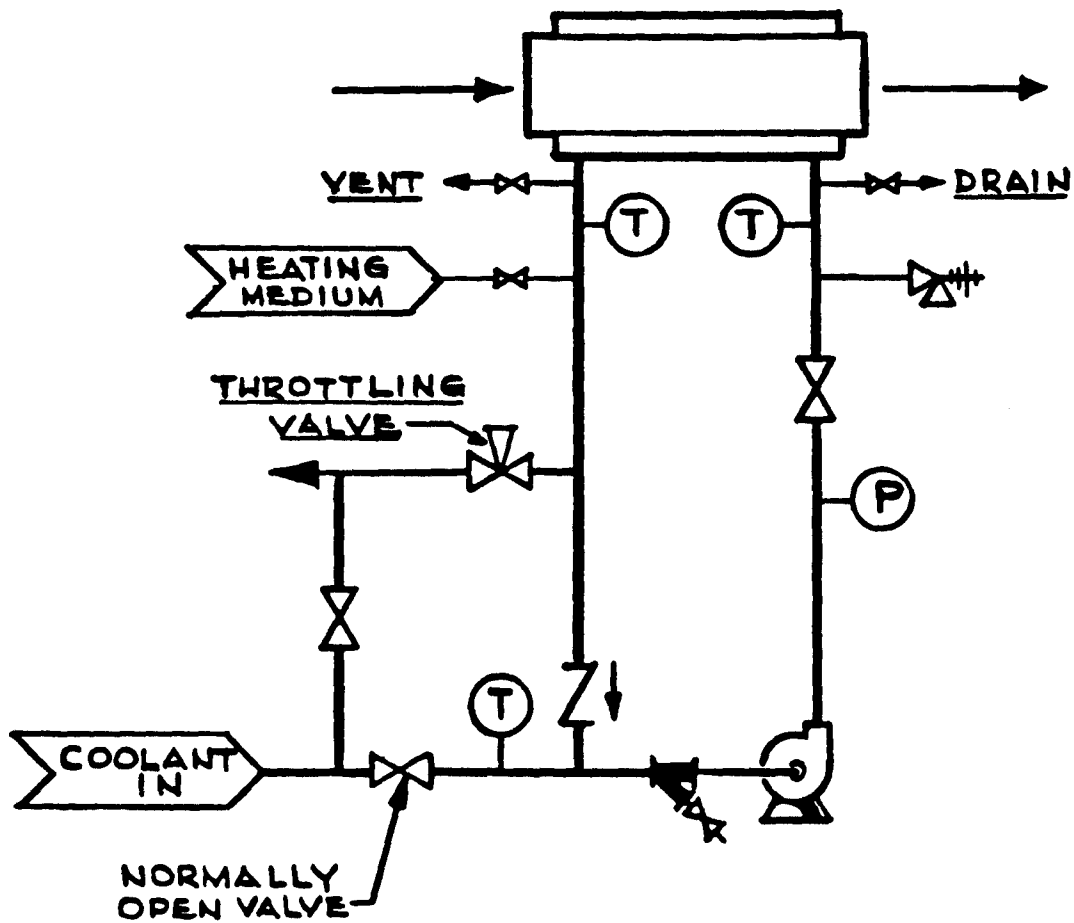 VENT
DRAIN
T
T
HEATING
MEDIUM
THROTTLING
VALVE
P
T
COOLANT
IN
NORMALLY
OPEN VALVE